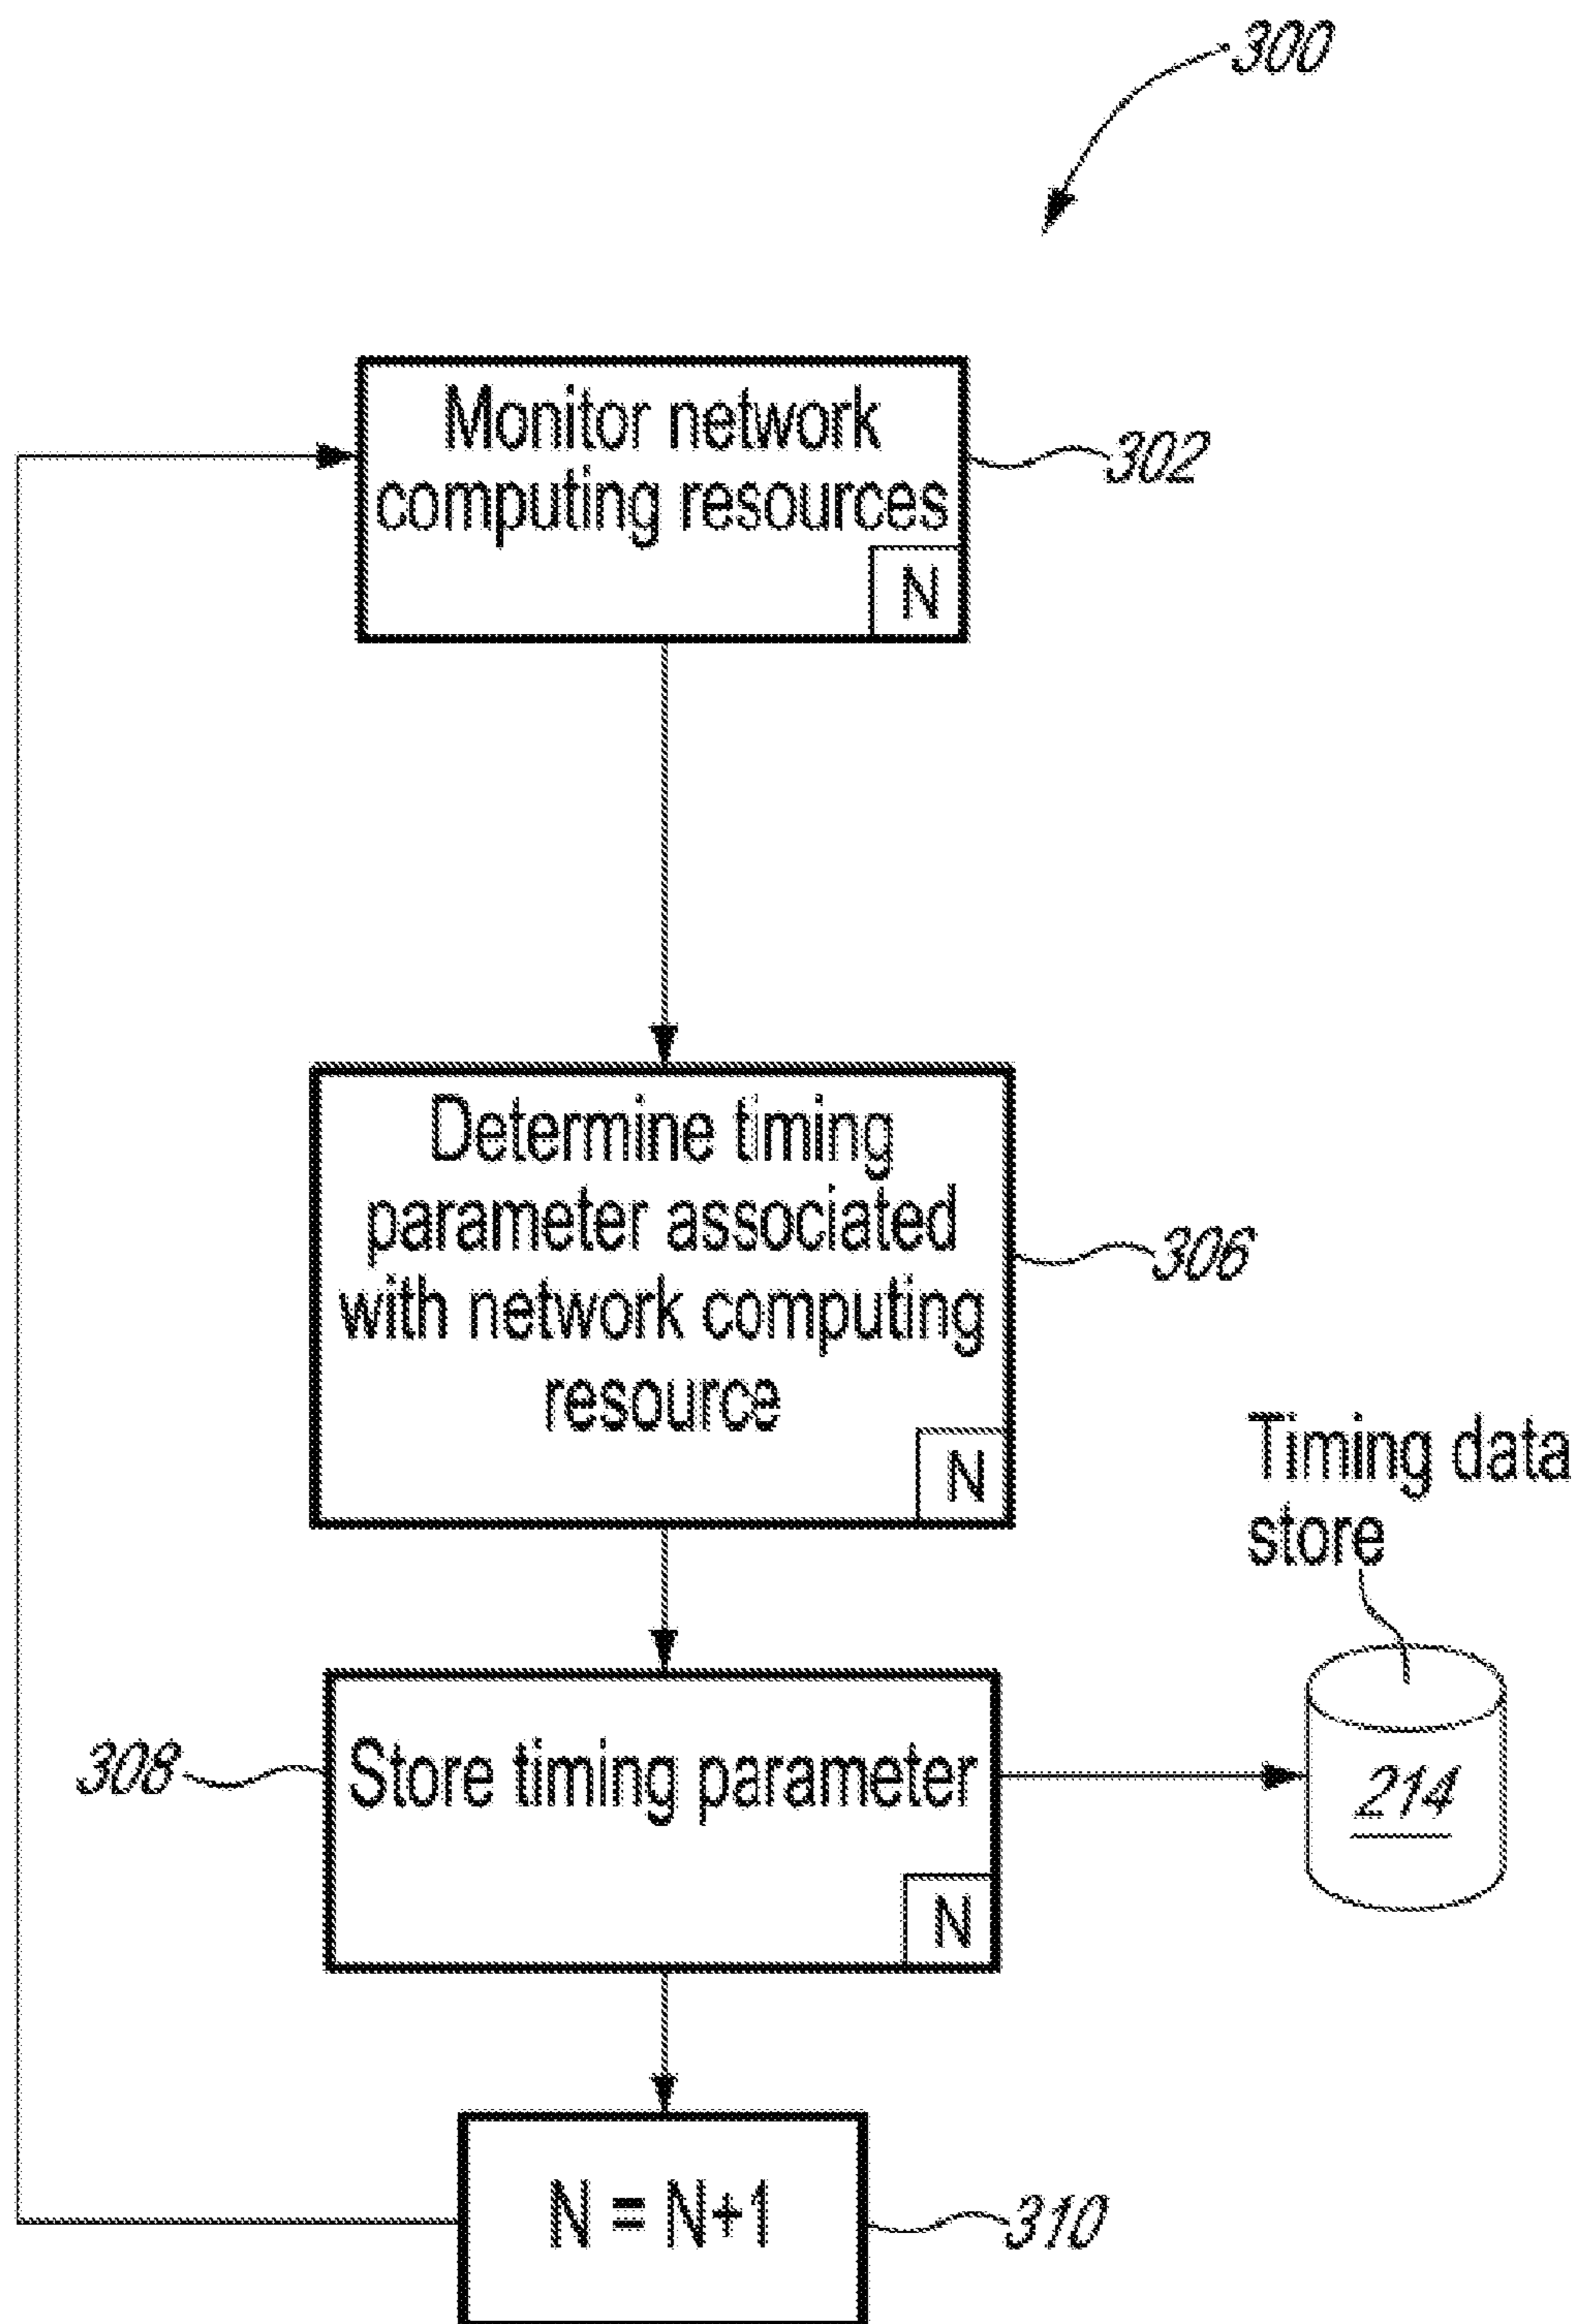 300
Monitor network
computing resources
N
302
Determine timing
parameter associated
with network computing
resource
N
306
Timing data
store
308
Store timing parameter
N
214
N = N+1
310